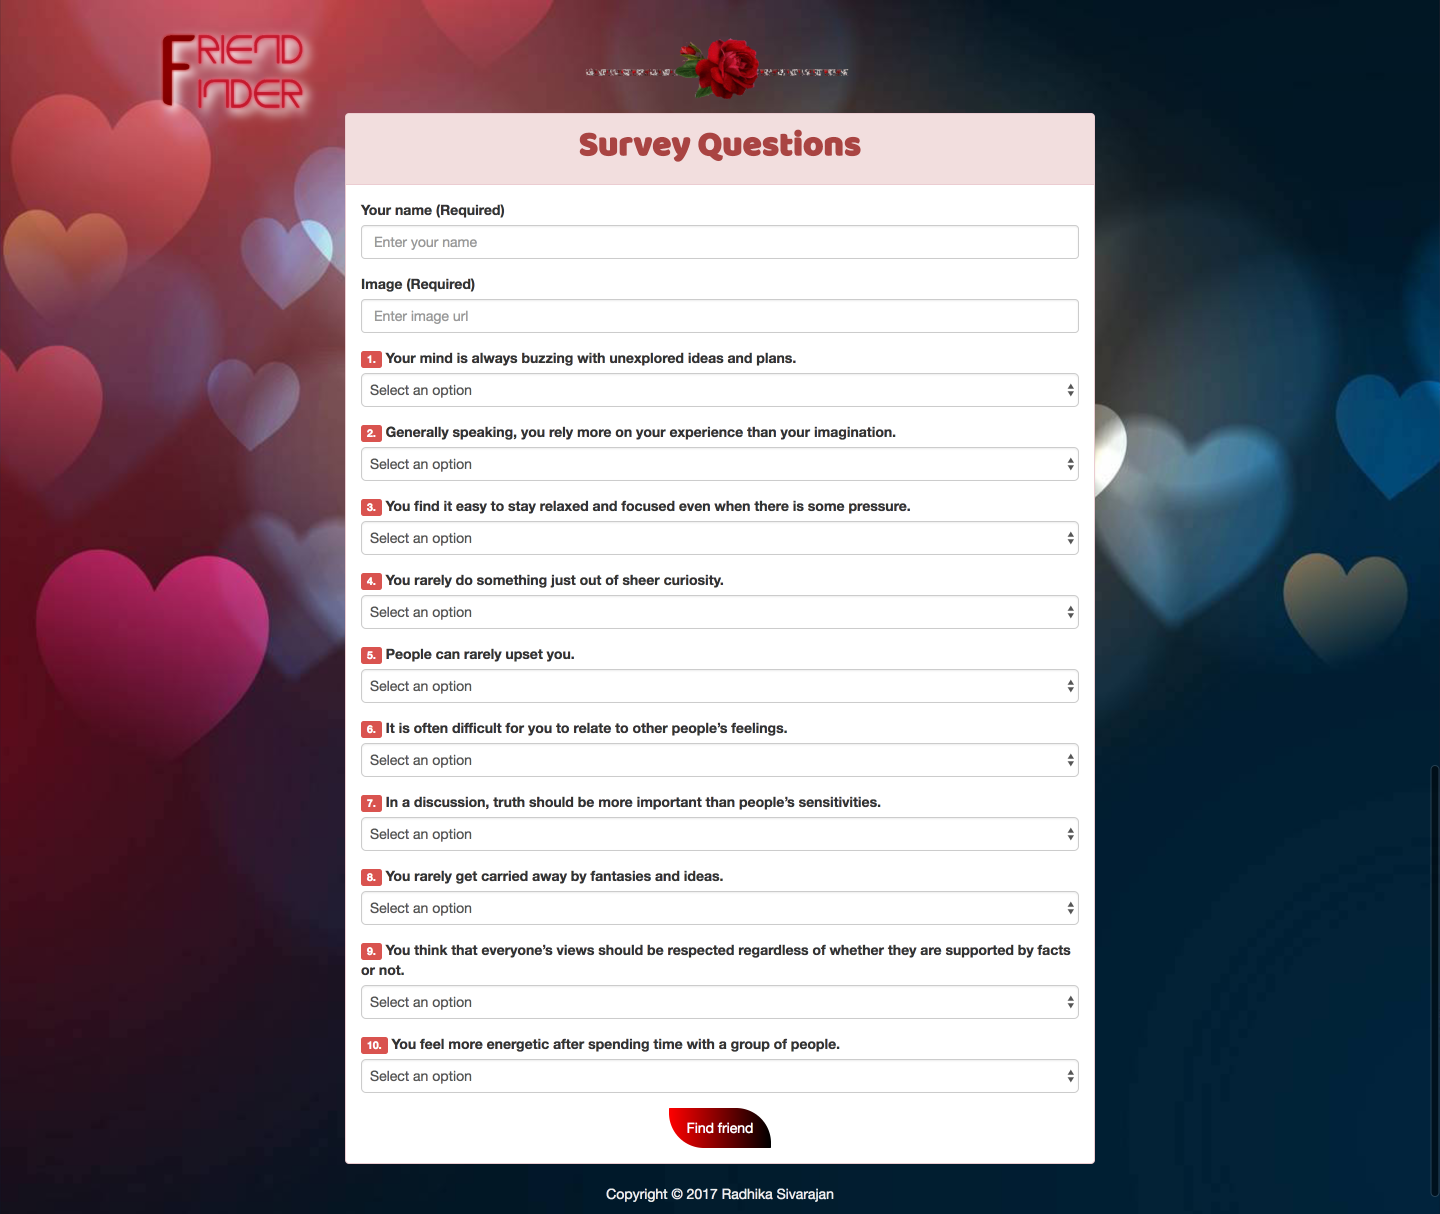 FRIEND
FINDER
Survey Questions
Your name (Required)
Enter your name
Image (Required)
Enter image url
1. Your mind is always buzzing with unexplored ideas and plans.
Select an option
2. Generally speaking, you rely more on your experience than your imagination.
Select an option
3. You find it easy to stay relaxed and focused even when there is some pressure.
Select an option
4. You rarely do something just out of sheer curiosity.
Select an option
5. People can rarely upset you.
Select an option
6. It is often difficult for you to relate to other people’s feelings.
Select an option
7. In a discussion, truth should be more important than people’s sensitivities.
Select an option
8. You rarely get carried away by fantasies and ideas.
Select an option
9. You think that everyone’s views should be respected regardless of whether they are supported by facts
or not.
Select an option
10. You feel more energetic after spending time with a group of people.
Select an option
Find friend
Copyright © 2017 Radhika Sivarajan